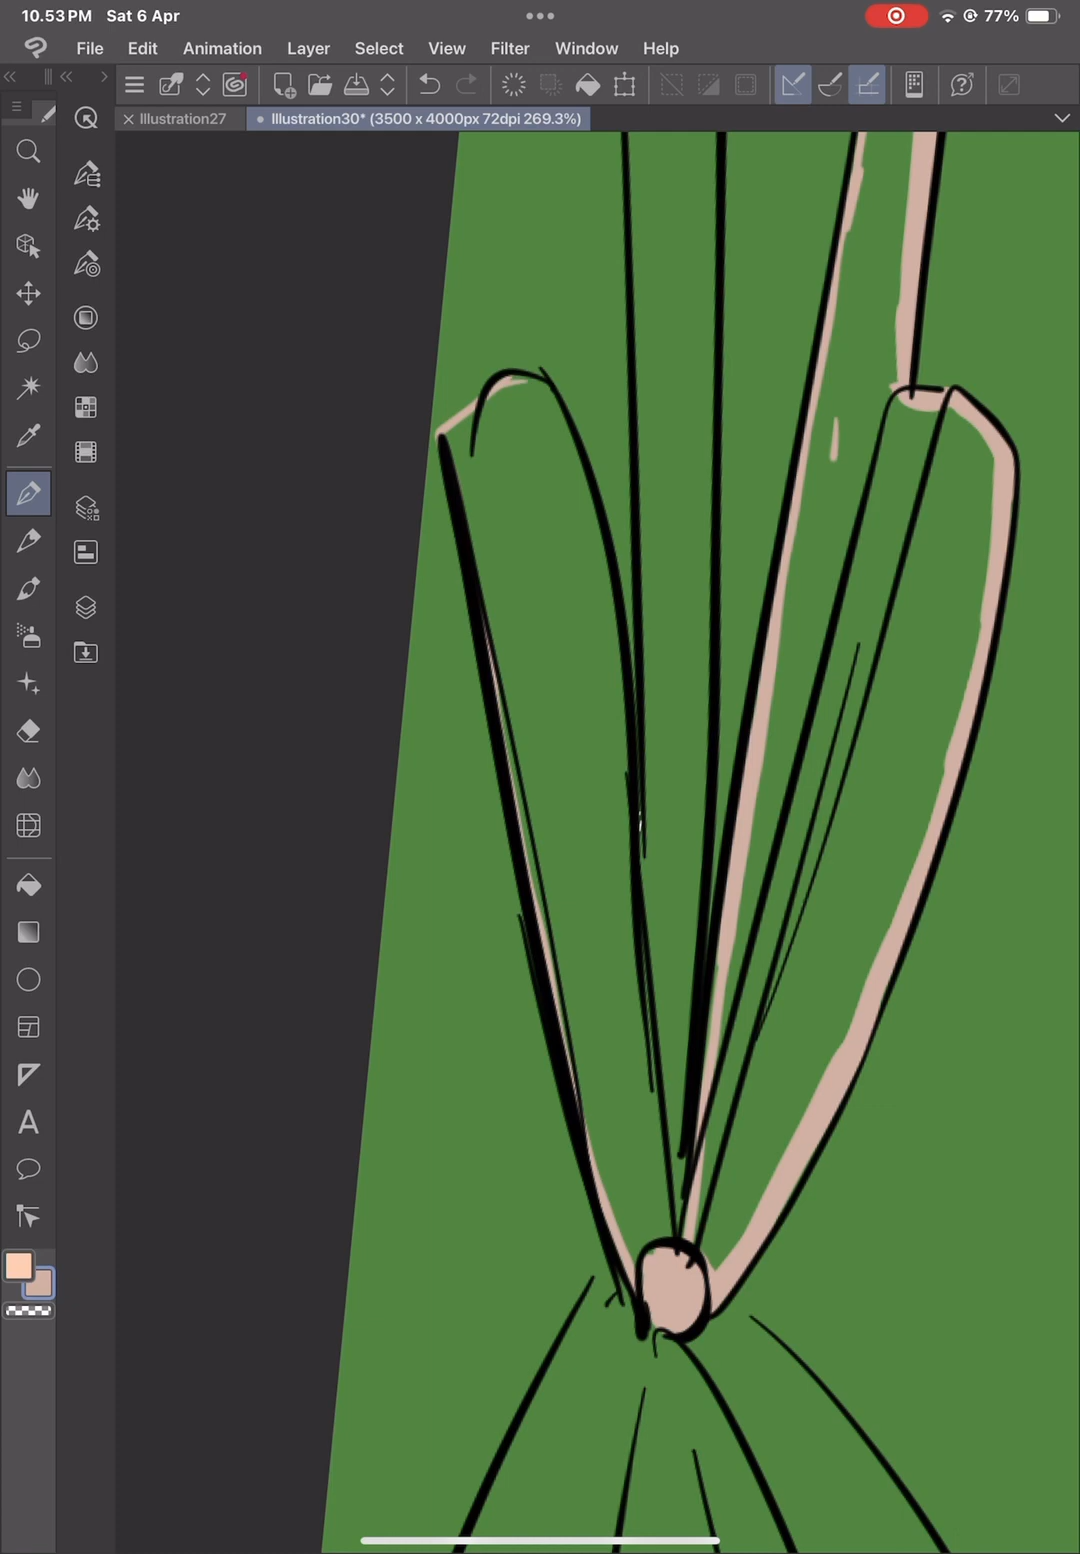 10.53 PM Sat 6 Apr 77%
File Edit Animation Layer Select View Filter Window Help
Illustration27 Illustration30* (3500 x 4000px 72dpi 269.3%)
A